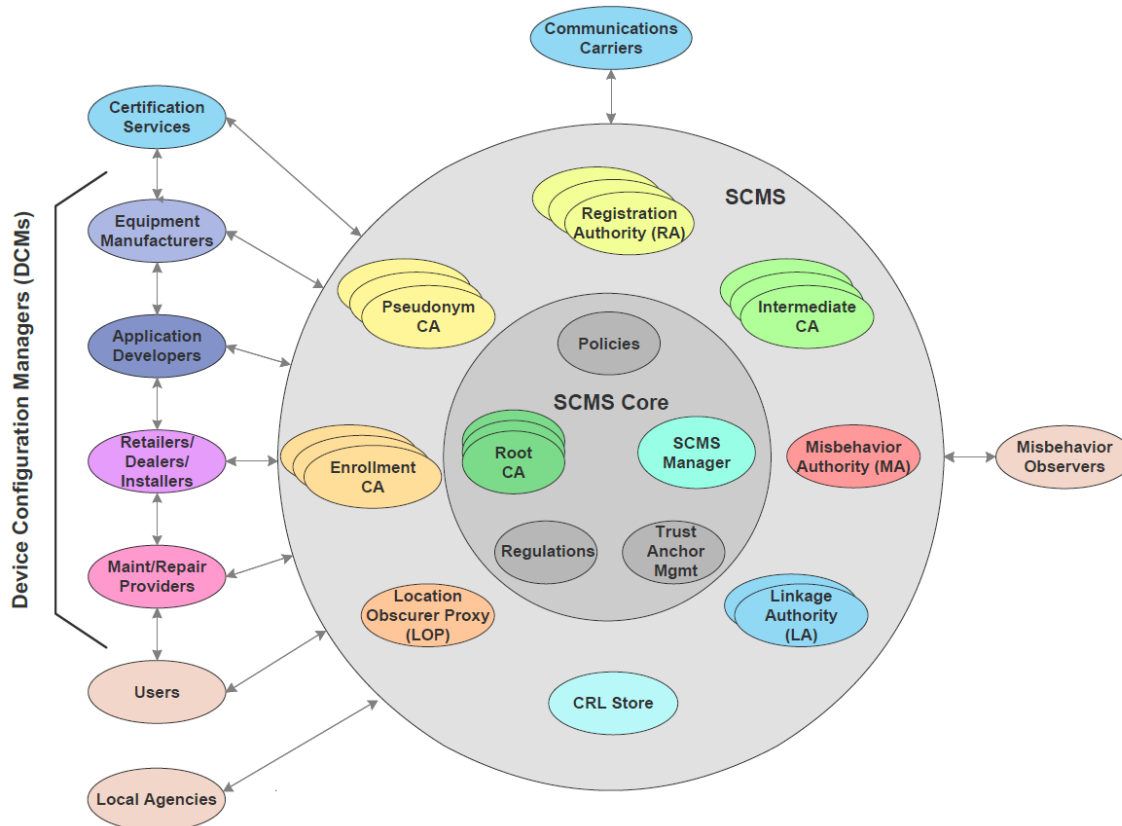 Communications
Carriers
Certification
Services
Equipment
Manufacturers
Application
Developers
Retailers/
Dealers/
Installers
Maint/Repair
Providers
Users
Local Agencies
Device Configuration Managers (DCMs)
SCMS
Registration
Authority (RA)
Pseudonym
CA
Intermediate
CA
Policies
SCMS Core
Root
CA
SCMS
Manager
Regulations
Trust
Anchor
Mgmt
Enrollment
CA
Misbehavior
Authority (MA)
Misbehavior
Observers
Location
Obscurer Proxy
(LOP)
Linkage
Authority
(LA)
CRL Store